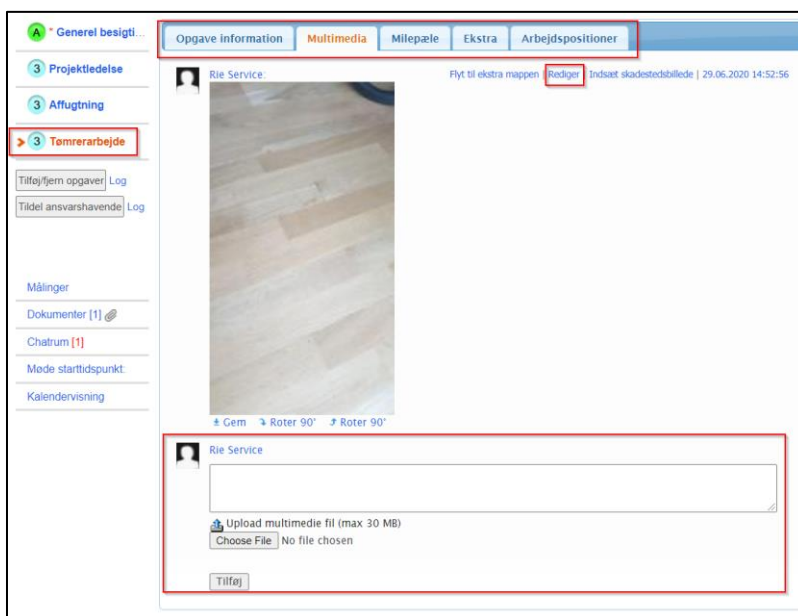 A * Generel besigti...
3 Projektledelse
3 Affugtning
3 Tømrerarbejde
Tilføj/fjern opgaver Log
Tildel ansvarshavende Log
Målinger
Dokumenter [1]
Chatrum [1]
Møde starttidspunkt:
Kalendervisning
Opgave information Multimedia Milepæle Ekstra Arbejdspositioner
Rie Service: Flyt til ekstra mappen | Rediger | Indsæt skadestedsbillede | 29.06.2020 14:52:56
Gem Roter 90° Roter 90°
Rie Service
Upload multimedie fil (max 30 MB)
Choose File No file chosen
Tilføj